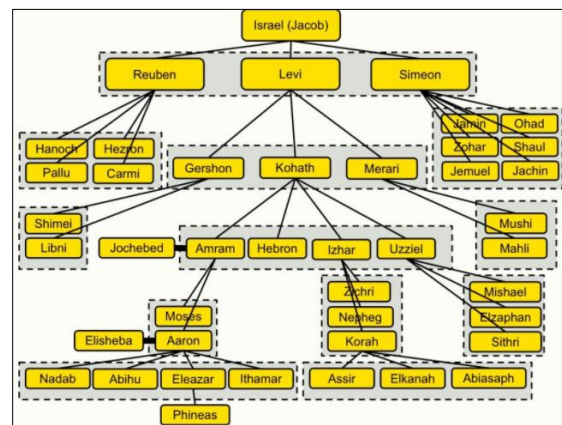 Israel (Jacob)
Reuben
Levi
Simeon
Hanoch
Hezron
Pallu
Carmi
Gershon
Kohath
Merari
Jamin
Ohad
Zohar
Shaul
Jemuel
Jachin
Shimei
Libni
Jochebed
Amram
Hebron
Izhar
Uzziel
Mushi
Mahli
Moses
Elisheba
Aaron
Zichri
Nepheg
Korah
Mishael
Elzaphan
Sithri
Nadab
Abihu
Eleazar
Ithamar
Assir
Elkanah
Abiasaph
Phineas